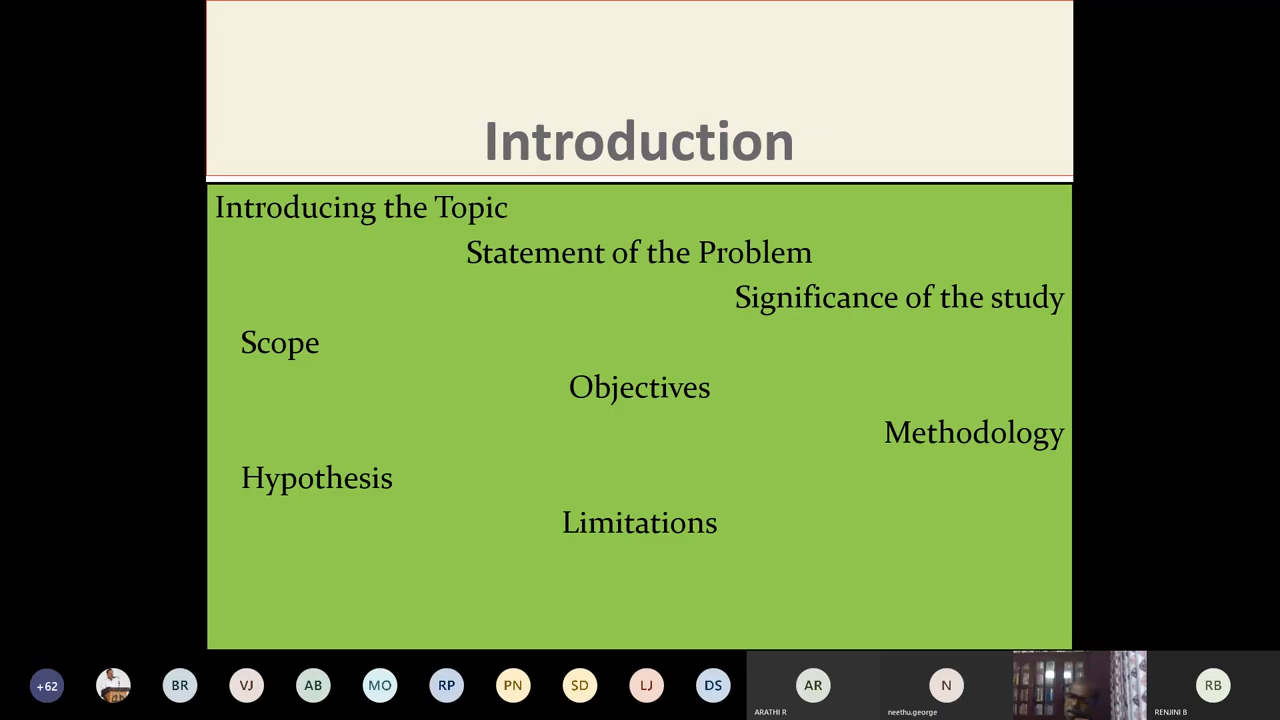 Introduction
Introducing the Topic
Statement of the Problem
Significance of the study
Scope
Objectives
Methodology
Hypothesis
Limitations
+62
BR
VJ
AB
MO
RP
PN
SD
LJ
DS
AR
ARATHI R
N
neethu.george
RB
RENJINI B